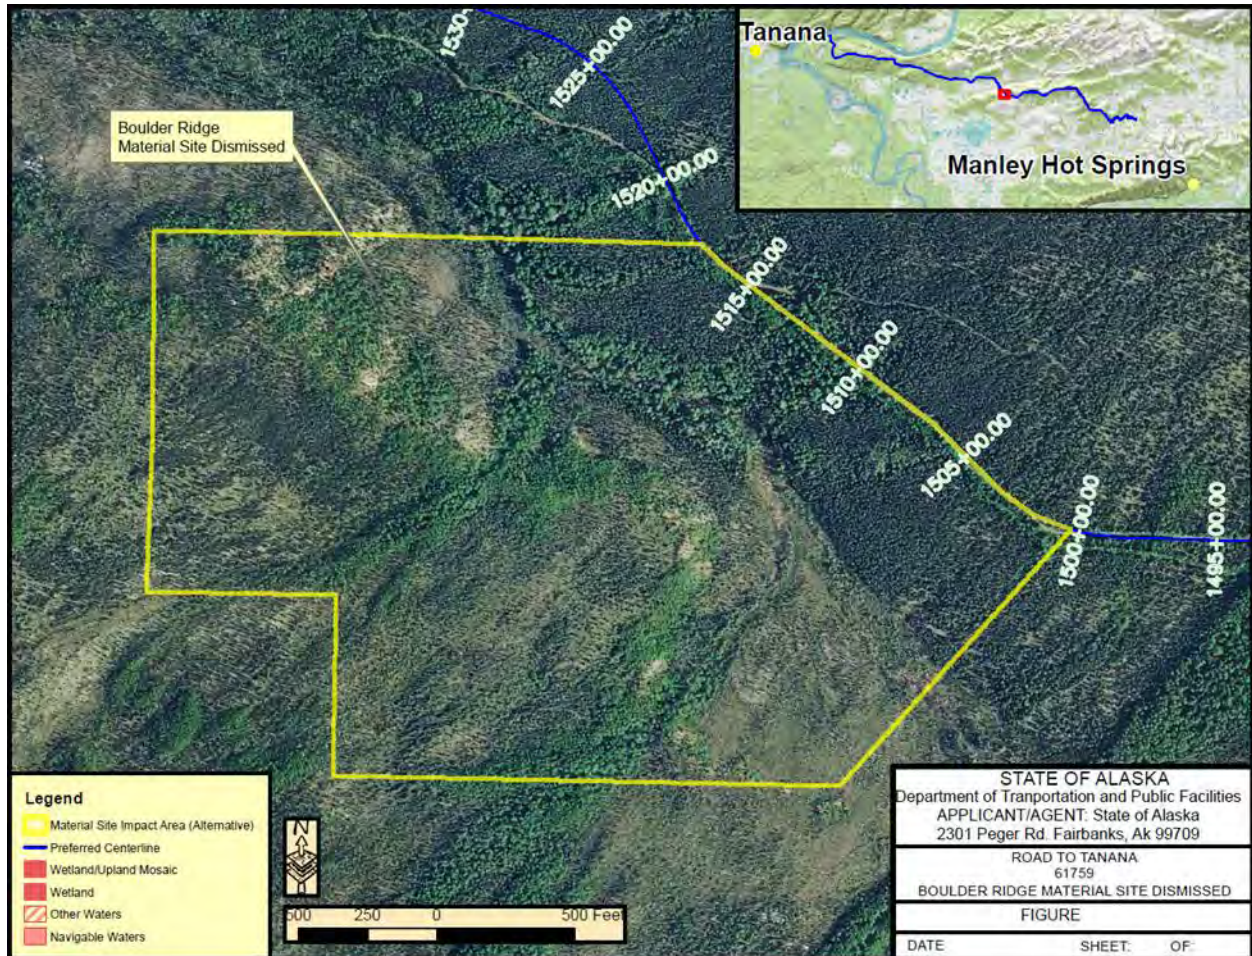 Tanana
Manley Hot Springs
1530+
1525+00.00
1520+00.00
1515+00.00
1510+00.00
1505+00.00
1500+00.00
1495+00.00
Boulder Ridge
Material Site Dismissed
Legend
Material Site Impact Area (Alternative)
Preferred Centerline
Wetland/Upland Mosaic
Wetland
Other Waters
Navigable Waters
N
500 250 0 500 Feet
STATE OF ALASKA
Department of Tranportation and Public Facilities
APPLICANT/AGENT: State of Alaska
2301 Peger Rd. Fairbanks, Ak 99709
ROAD TO TANANA
61759
BOULDER RIDGE MATERIAL SITE DISMISSED
FIGURE
DATE SHEET: OF: